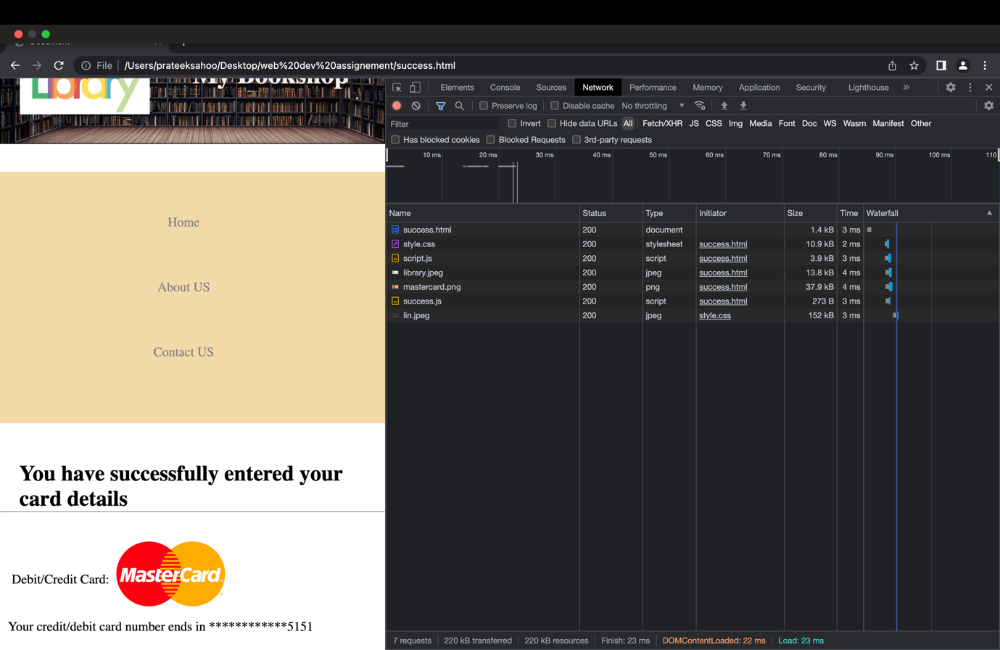 Document
File /Users/prateeksahoo/Desktop/web%20dev%20assignement/success.html
Library
My Bookshop
Home
About US
Contact US
You have successfully entered your
card details
Debit/Credit Card: MasterCard
Your credit/debit card number ends in ************5151
Elements Console Sources Network Performance Memory Application Security Lighthouse
Preserve log Disable cache No throttling
Filter Invert Hide data URLs All Fetch/XHR JS CSS Img Media Font Doc WS Wasm Manifest Other
Has blocked cookies Blocked Requests 3rd-party requests
10 ms 20 ms 30 ms 40 ms 50 ms 60 ms 70 ms 80 ms 90 ms 100 ms 110
Name Status Type Initiator Size Time Waterfall
success.html 200 document 1.4 kB 3 ms
style.css 200 stylesheet success.html 10.9 kB 2 ms
script.js 200 script success.html 3.9 kB 3 ms
library.jpeg 200 jpeg success.html 13.8 kB 4 ms
mastercard.png 200 png success.html 37.9 kB 4 ms
success.js 200 script success.html 273 B 3 ms
lin.jpeg 200 jpeg style.css 152 kB 3 ms
7 requests 220 kB transferred 220 kB resources Finish: 23 ms DOMContentLoaded: 22 ms Load: 23 ms